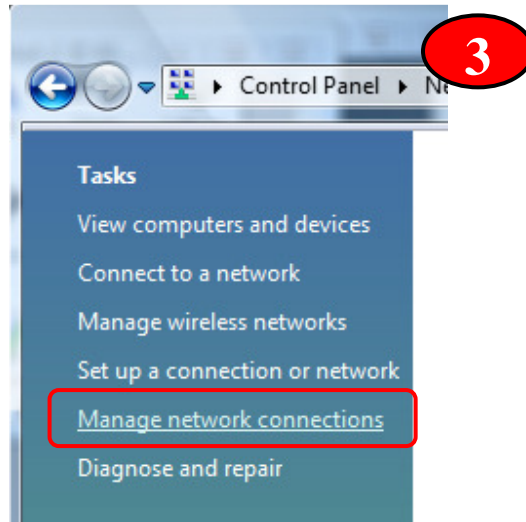 3
Control Panel
Tasks
View computers and devices
Connect to a network
Manage wireless networks
Set up a connection or network
Manage network connections
Diagnose and repair